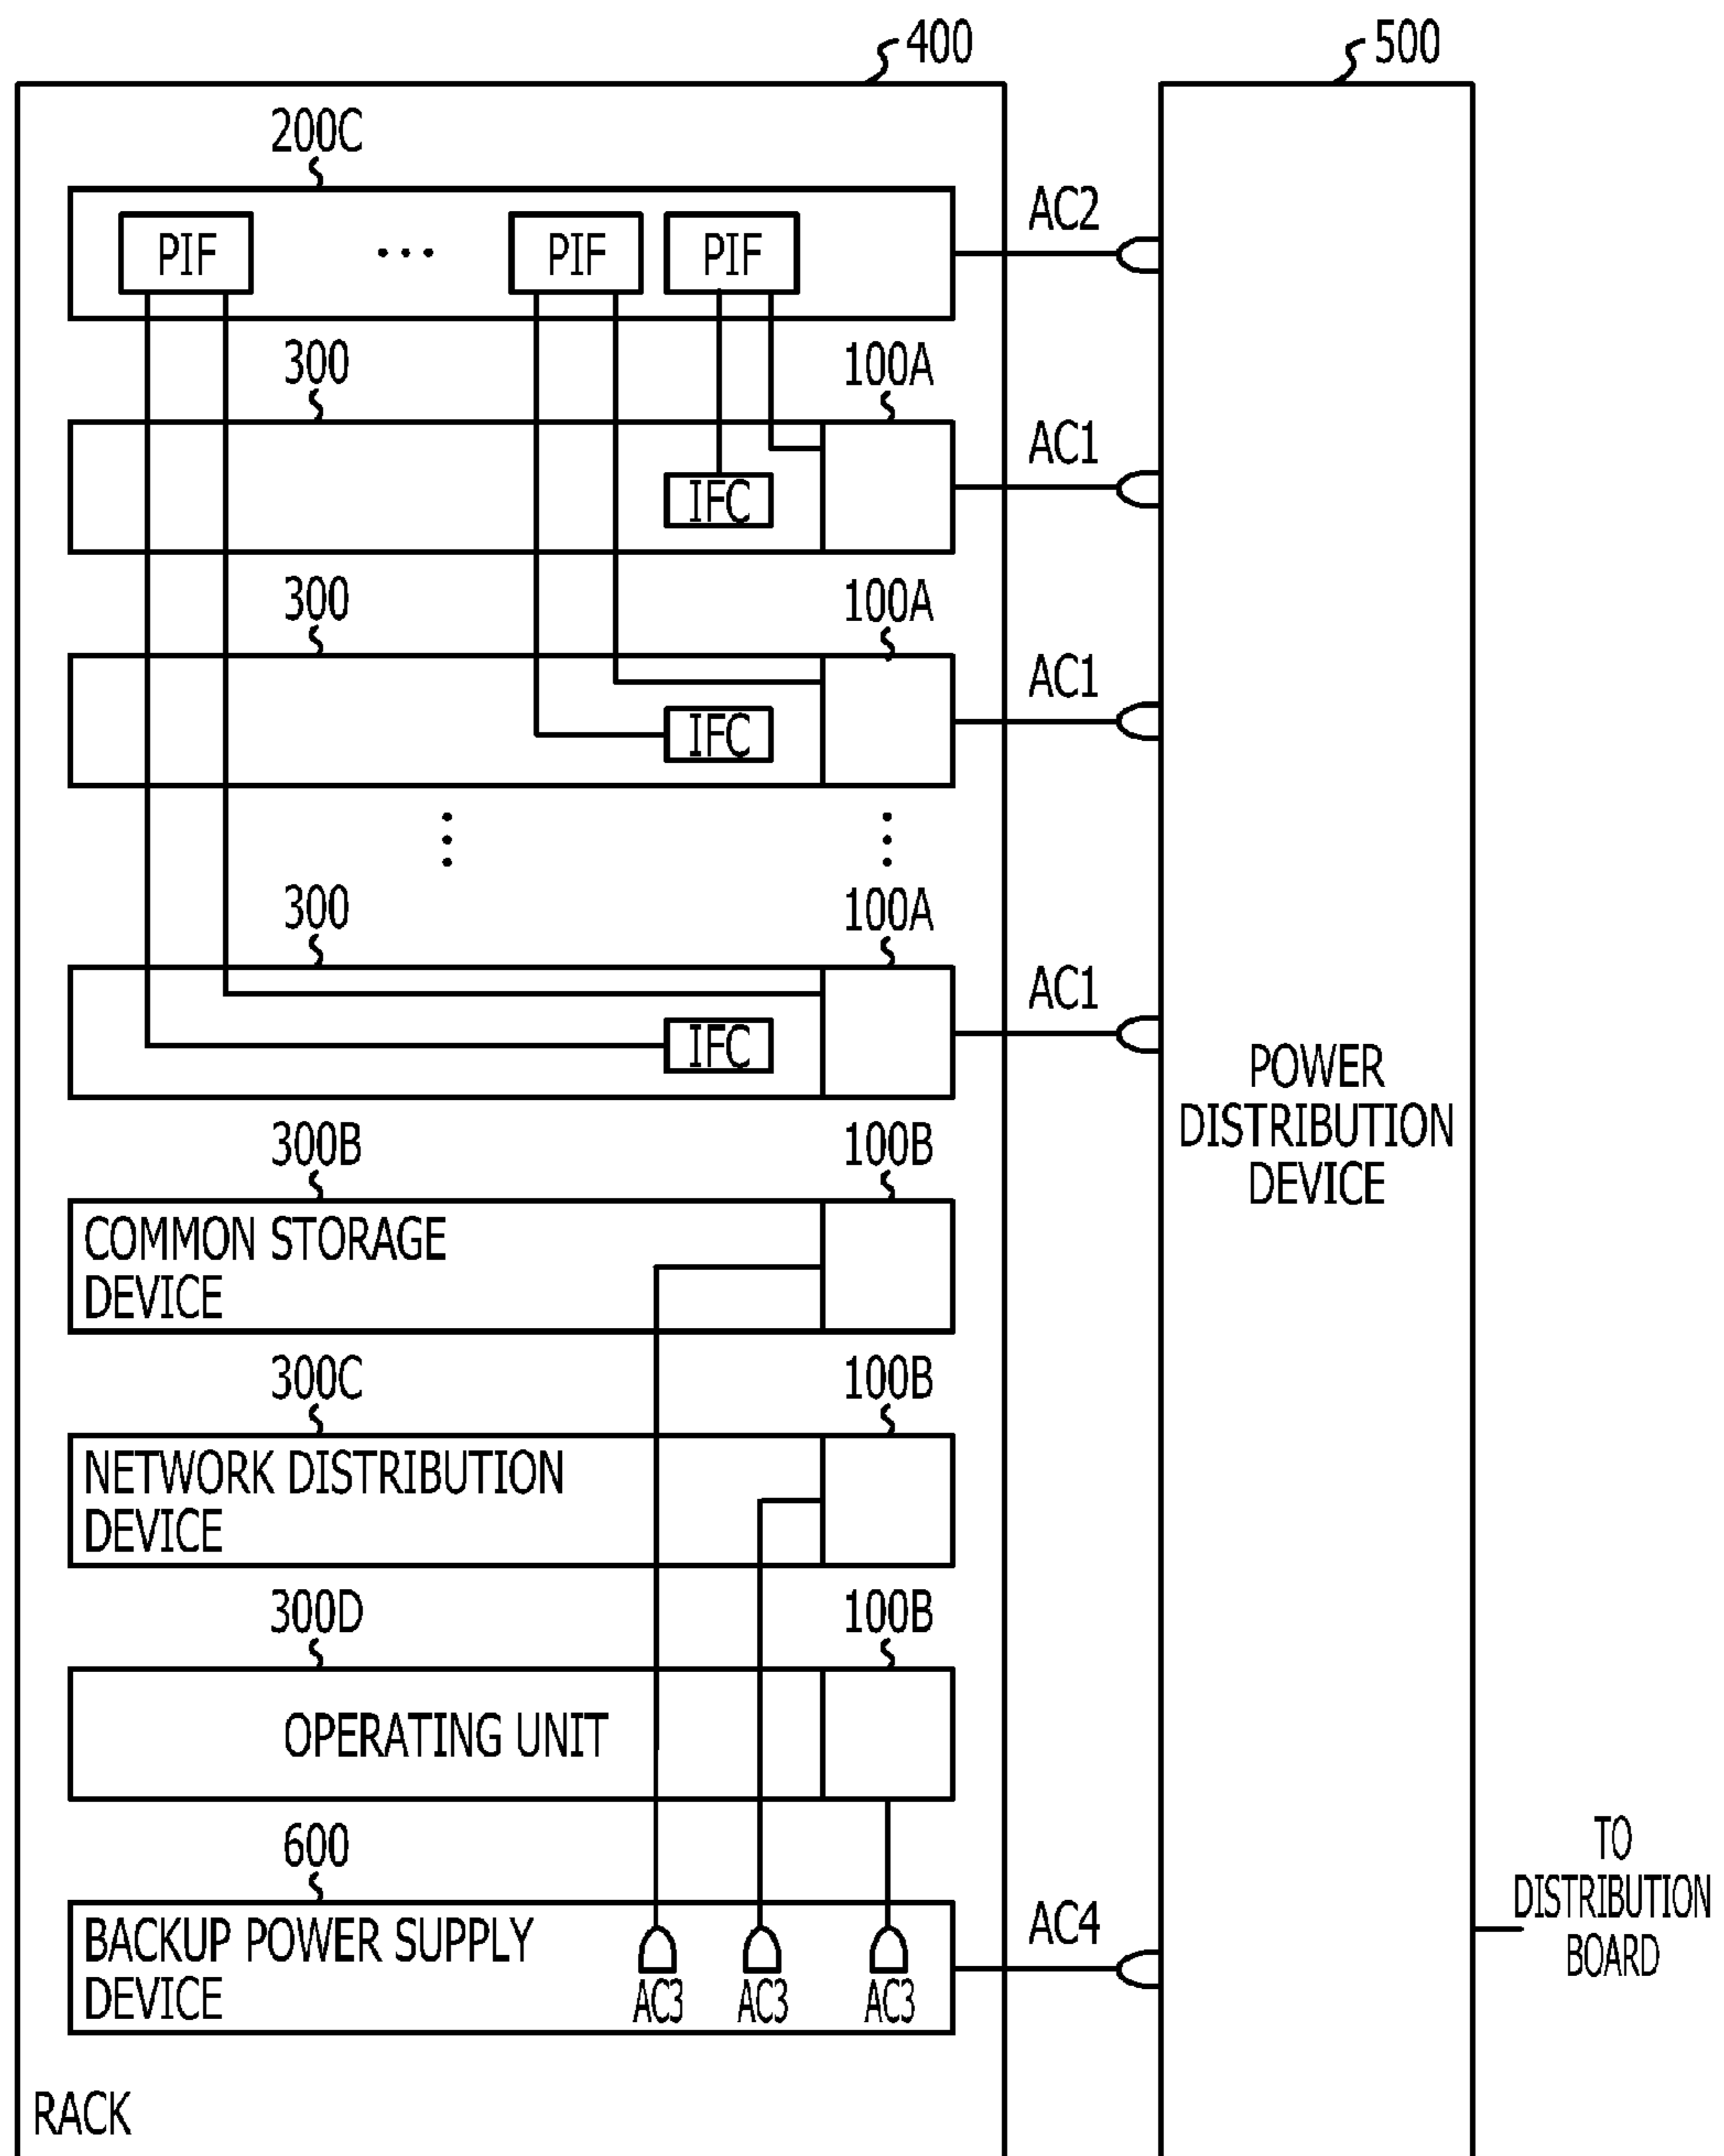 400
500
200C
PIF
...
PIF
PIF
AC2
300
100A
IFC
AC1
300
100A
IFC
AC1
300
100A
IFC
AC1
POWER
DISTRIBUTION
DEVICE
300B
100B
COMMON STORAGE
DEVICE
300C
100B
NETWORK DISTRIBUTION
DEVICE
300D
100B
OPERATING UNIT
600
BACKUP POWER SUPPLY
DEVICE
AC3
AC3
AC3
AC4
TO
DISTRIBUTION
BOARD
RACK